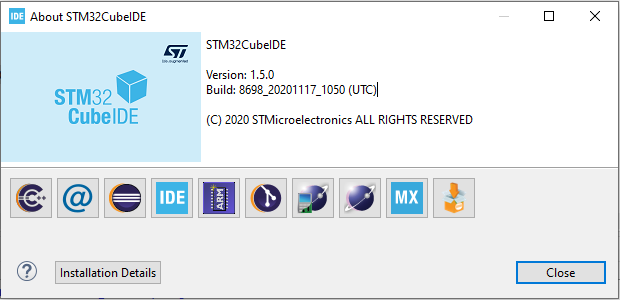 IDE About STM32CubeIDE
STM32CubeIDE
Version: 1.5.0
Build: 8698_20201117_1050 (UTC)
(C) 2020 STMicroelectronics ALL RIGHTS RESERVED
ST
life.augmented
STM32
CubeIDE
C
@
IDE
ARM
MX
?
Installation Details
Close